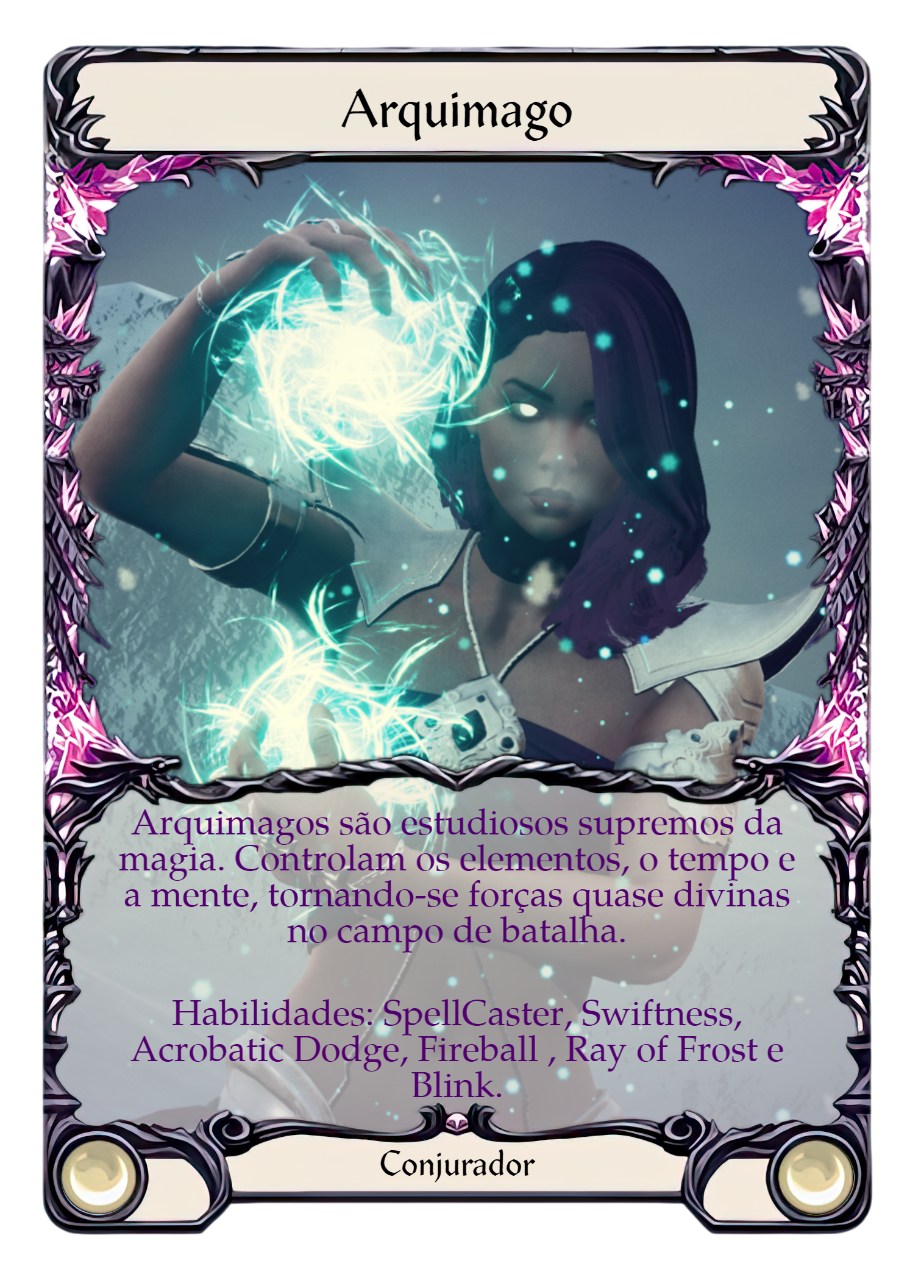 Arquimago
Arquimagos são estudiosos supremos da
magia. Controlam os elementos, o tempo e
a mente, tornando-se forças quase divinas
no campo de batalha.
Habilidades: SpellCaster, Swiftness,
Acrobatic Dodge, Fireball , Ray of Frost e
Blink.
Conjurador